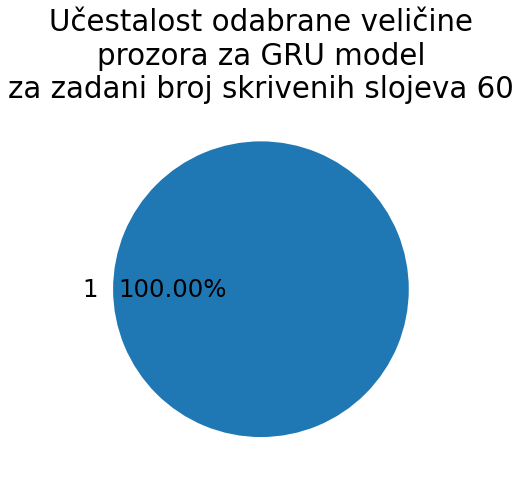 Učestalost odabrane veličine
prozora za GRU model
za zadani broj skrivenih slojeva 60
1 100.00%